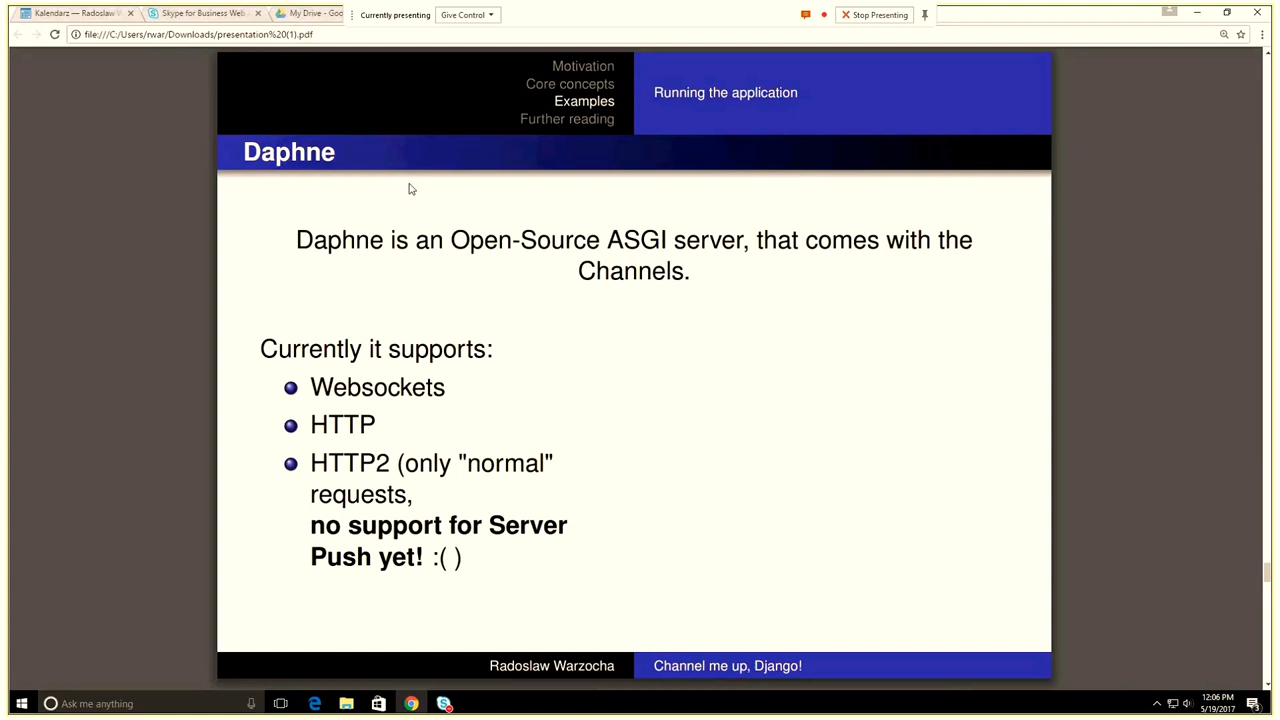 Kalendarz — Radoslaw W
Skype for Business Web
My Drive - Goo
Currently presenting
Give Control
Stop Presenting
file:///C:/Users/rwar/Downloads/presentation%20(1).pdf
Motivation
Core concepts
Examples
Further reading
Running the application
Daphne
Daphne is an Open-Source ASGI server, that comes with the
Channels.
Currently it supports:
Websockets
HTTP
HTTP2 (only "normal"
requests,
no support for Server
Push yet! :( )
Radoslaw Warzocha
Channel me up, Django!
Ask me anything
12:06 PM
5/19/2017